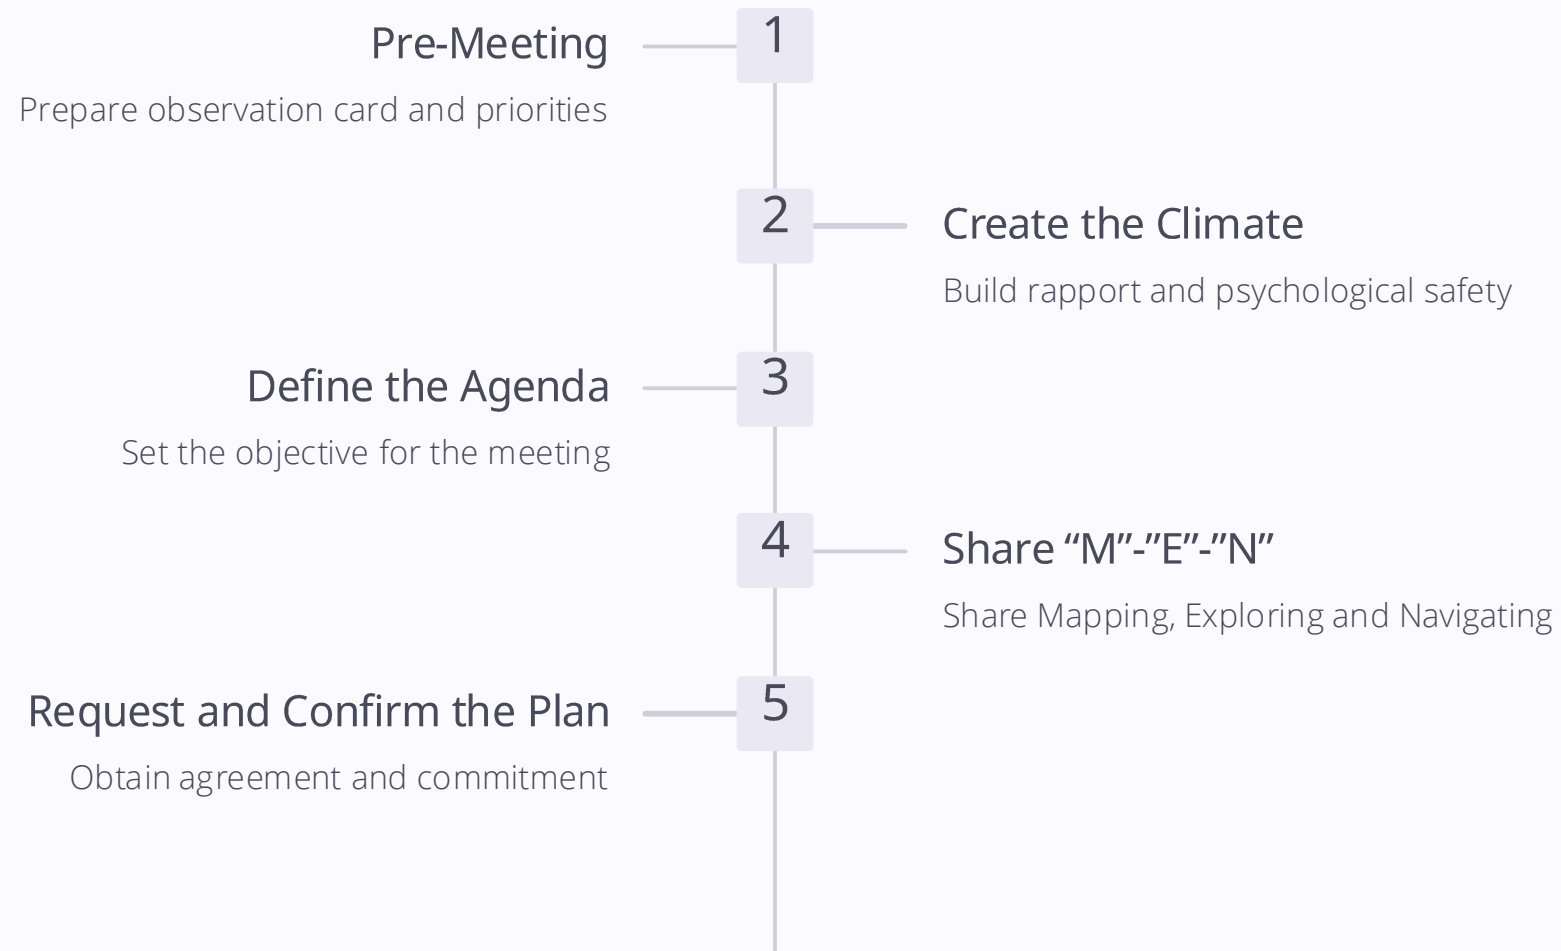 1
Pre-Meeting
Prepare observation card and priorities
2
Create the Climate
Build rapport and psychological safety
3
Define the Agenda
Set the objective for the meeting
4
Share “M”-”E”-”N”
Share Mapping, Exploring and Navigating
5
Request and Confirm the Plan
Obtain agreement and commitment